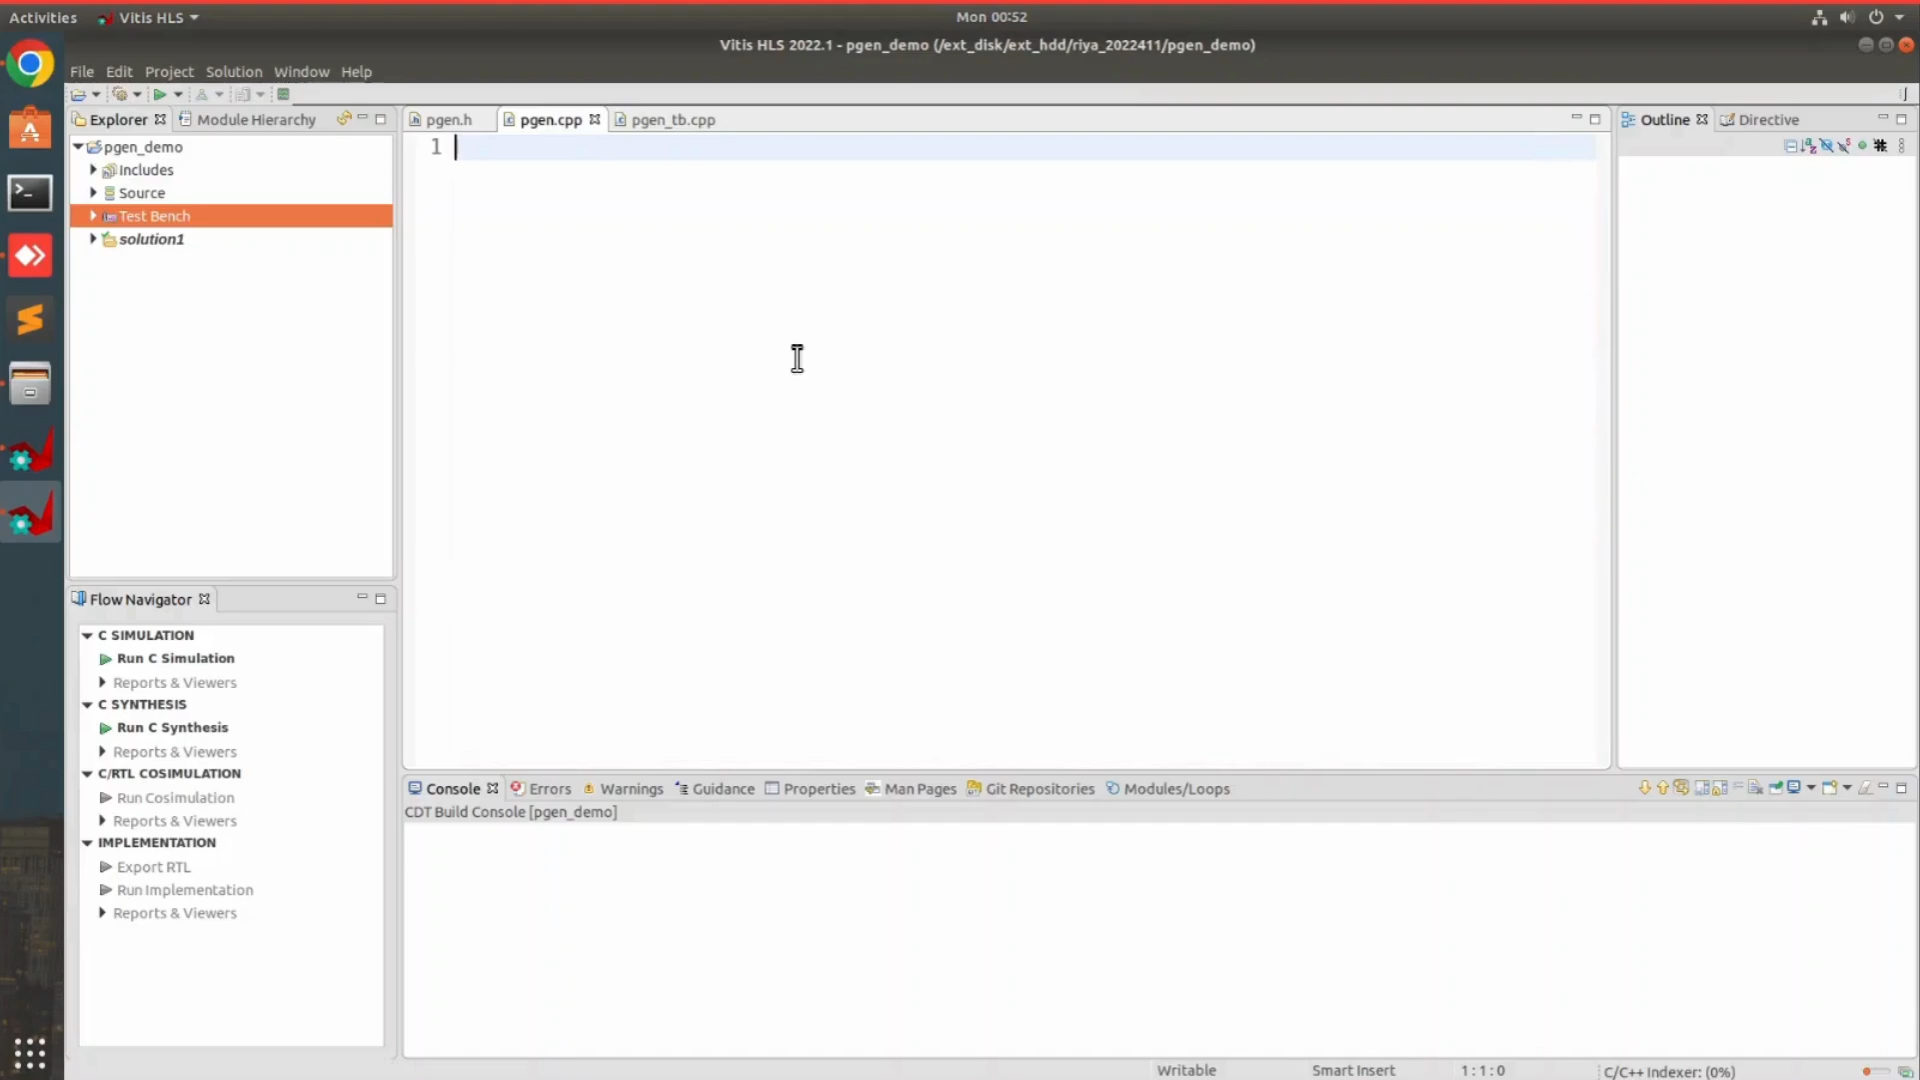 Activities Vitis HLS Mon 00:52
Vitis HLS 2022.1 - pgen_demo (/ext_disk/ext_hdd/riya_2022411/pgen_demo)
File Edit Project Solution Window Help
Explorer Module Hierarchy
pgen_demo
Includes
Source
Test Bench
solution1
pgen.h pgen.cpp pgen_tb.cpp
1
Outline Directive
Flow Navigator
C SIMULATION
Run C Simulation
Reports & Viewers
C SYNTHESIS
Run C Synthesis
Reports & Viewers
C/RTL COSIMULATION
Run Cosimulation
Reports & Viewers
IMPLEMENTATION
Export RTL
Run Implementation
Reports & Viewers
Console Errors Warnings Guidance Properties Man Pages Git Repositories Modules/Loops
CDT Build Console [pgen_demo]
Writable Smart Insert 1:1:0 C/C++ Indexer: (0%)